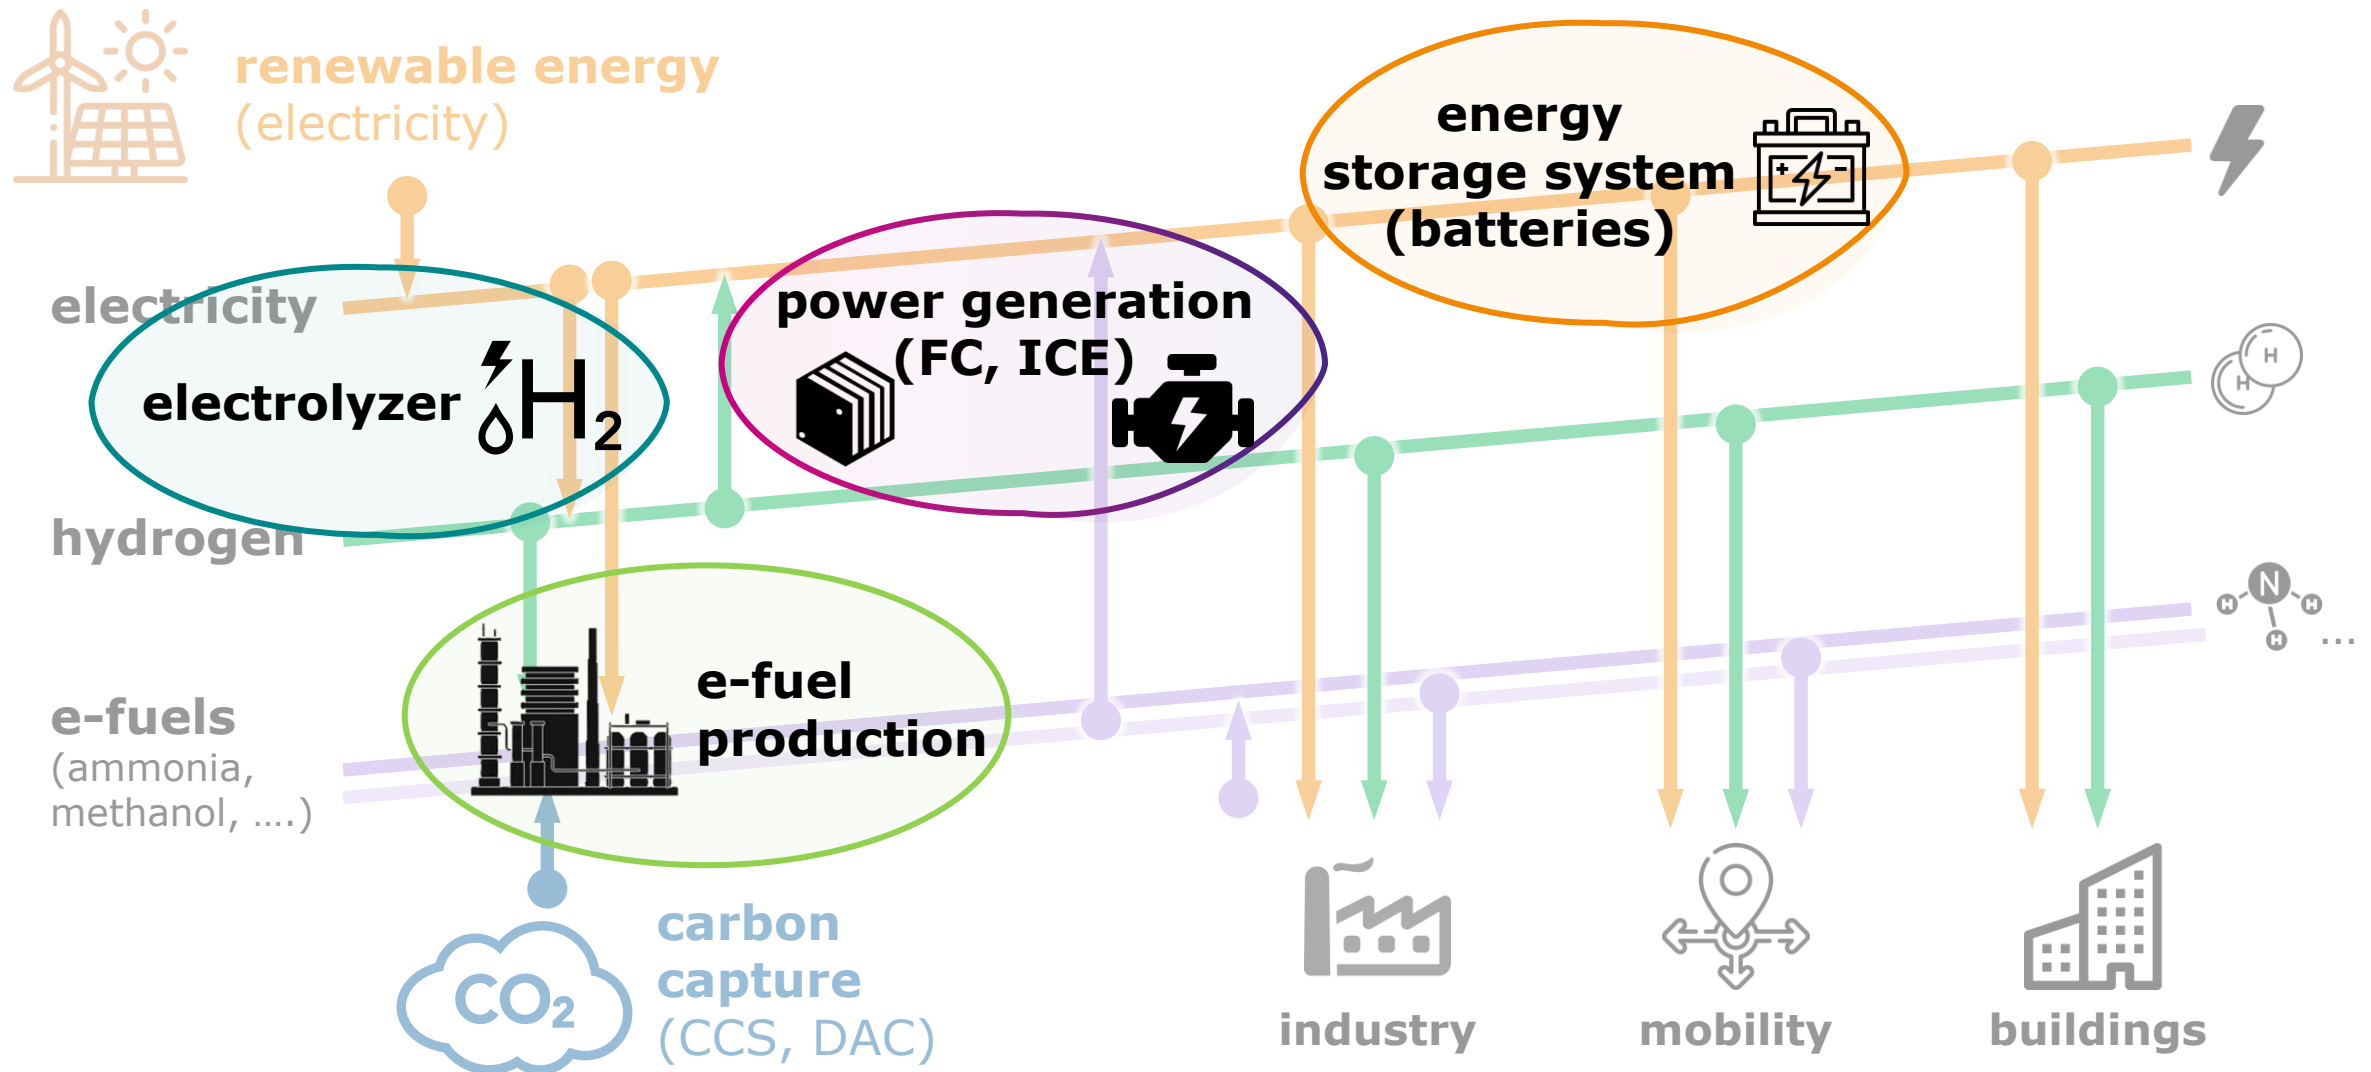 renewable energy
(electricity)
energy
storage system
(batteries)
+ -
electricity
power generation
(FC, ICE)
electrolyzer
H2
H
H
hydrogen
N
H
H
H
...
e-fuel
production
e-fuels
(ammonia,
methanol, ....)
carbon
capture
(CCS, DAC)
CO2
industry
mobility
buildings